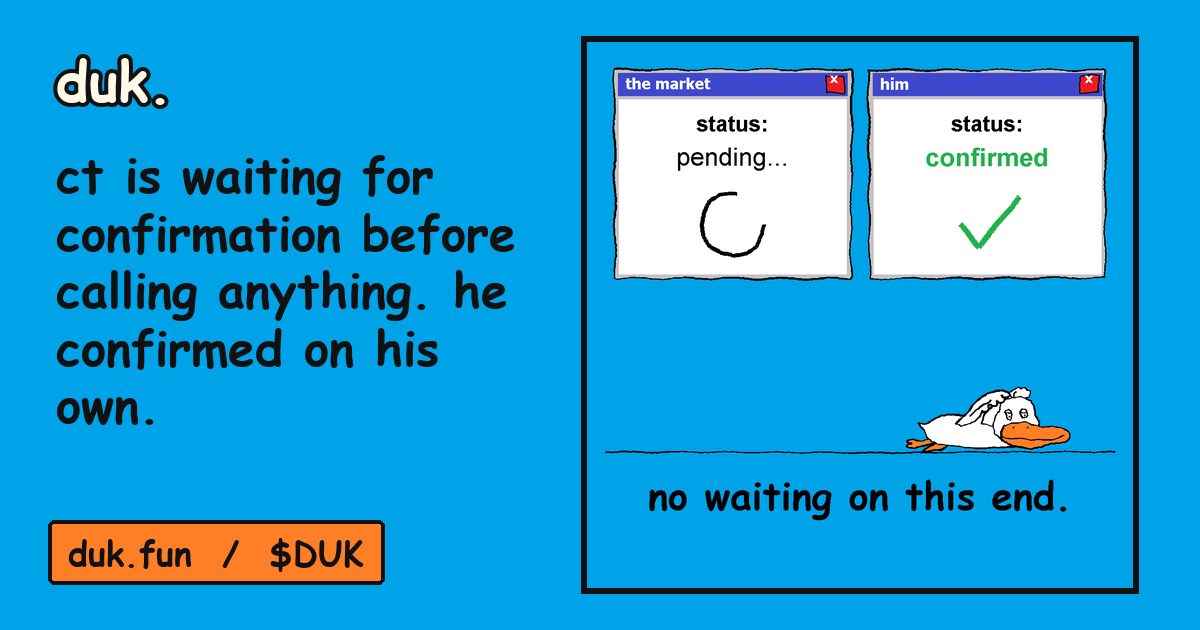 duk.
ct is waiting for
confirmation before
calling anything. he
confirmed on his
own.
duk.fun / $DUK
the market
x
status:
pending...
him
x
status:
confirmed
no waiting on this end.